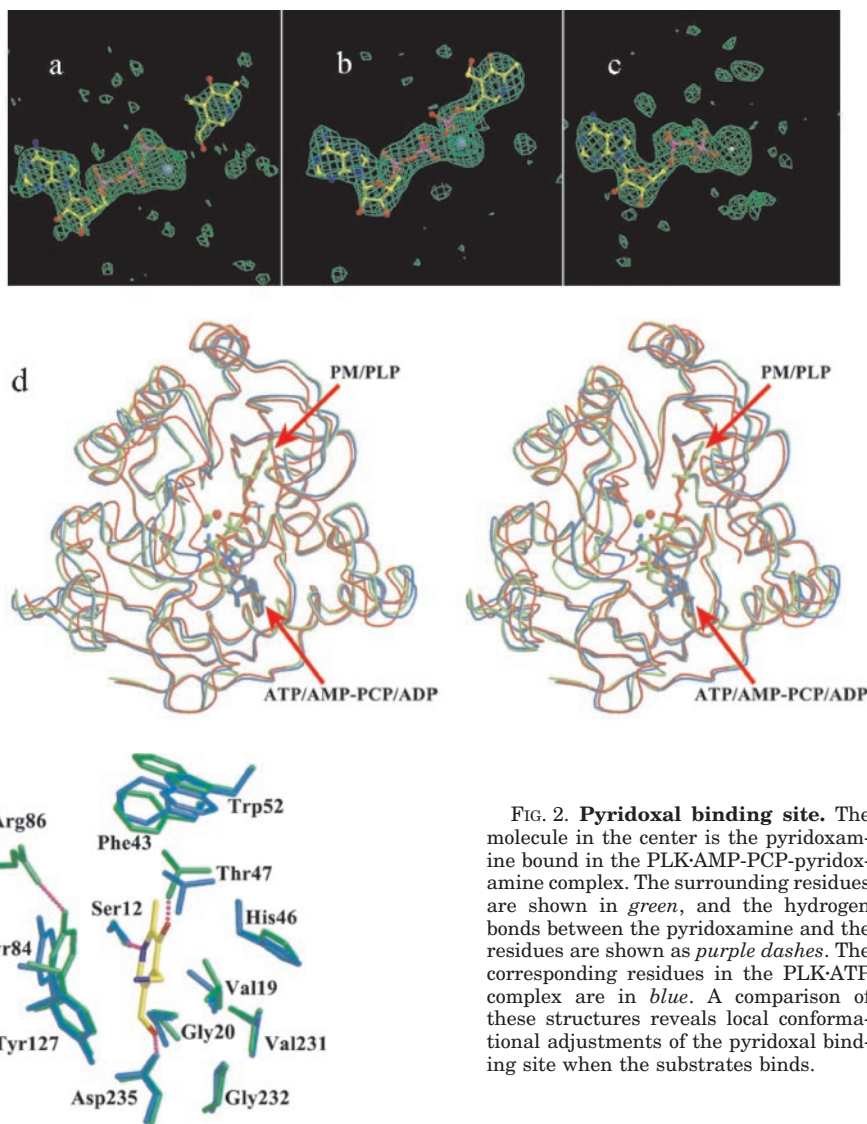 a
b
c
d
PM/PLP
PM/PLP
ATP/AMP-PCP/ADP
ATP/AMP-PCP/ADP
Trp52
Arg86
Phe43
Thr47
Ser12
His46
yr84
Val19
Tyr127
Gly20
Val231
Asp235
Gly232
FIG. 2. Pyridoxal binding site. The
molecule in the center is the pyridoxam-
ine bound in the PLK·AMP-PCP-pyridox-
amine complex. The surrounding residues
are shown in green, and the hydrogen
bonds between the pyridoxamine and the
residues are shown as purple dashes. The
corresponding residues in the PLK·ATP
complex are in blue. A comparison of
these structures reveals local conforma-
tional adjustments of the pyridoxal bind-
ing site when the substrates binds.